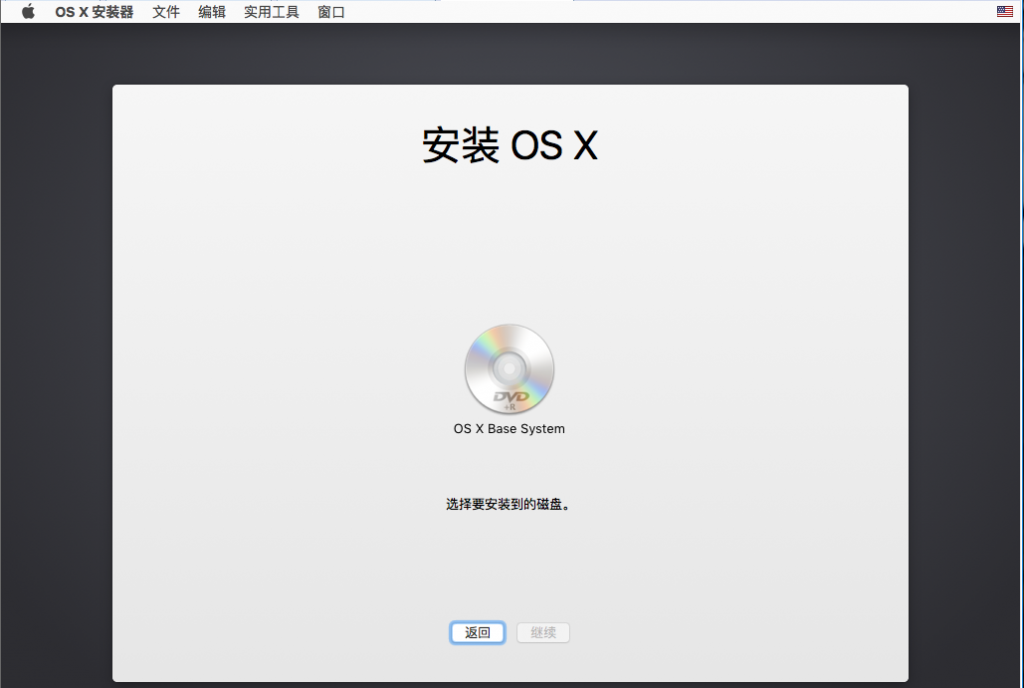 OS X 安装器 文件 编辑 实用工具 窗口
安装 OS X
DVD
+R
OS X Base System
选择要安装到的磁盘。
返回 继续